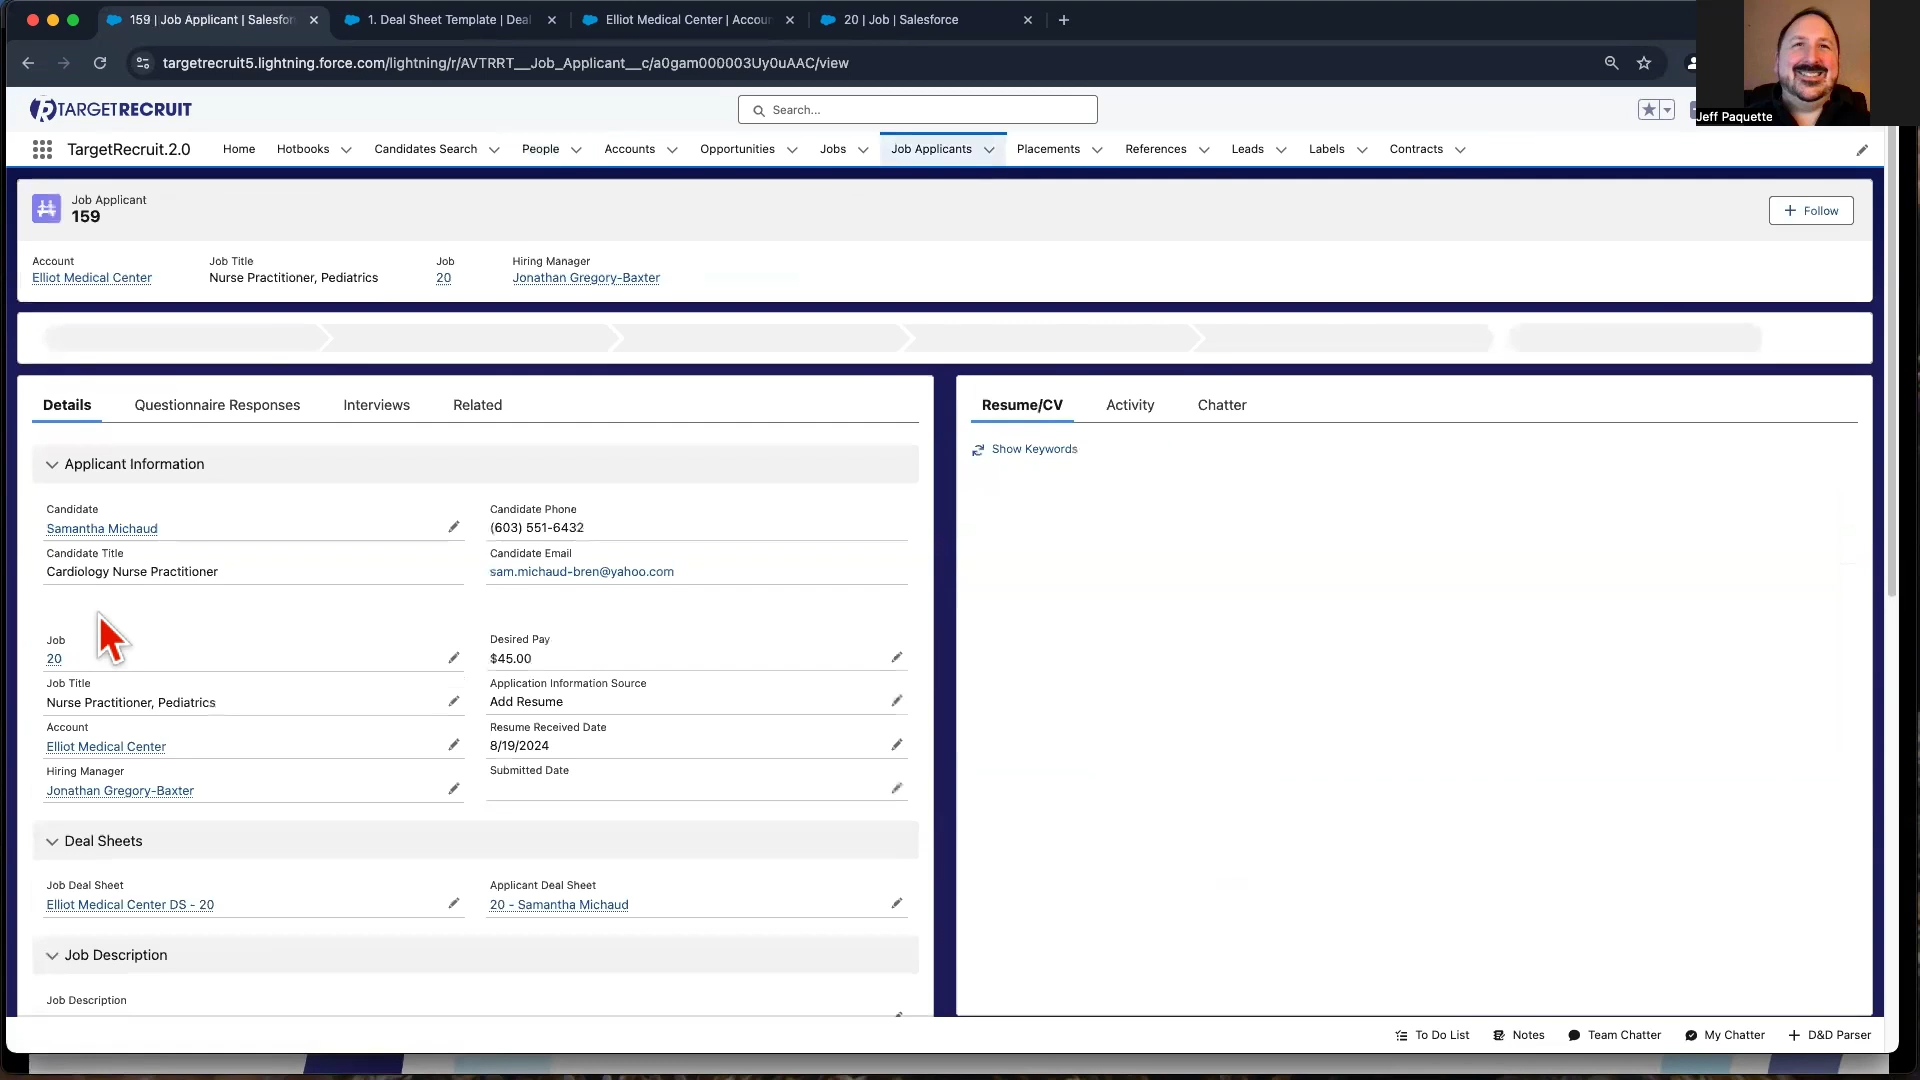 159 | Job Applicant | Salesfor
1. Deal Sheet Template | Deal
Elliot Medical Center | Accoun
20 | Job | Salesforce
targetrecruit5.lightning.force.com/lightning/r/AVTRRT__Job_Applicant__c/a0gam000003Uy0uAAC/view
TARGETRECRUIT
Search...
Jeff Paquette
TargetRecruit.2.0
Home
Hotbooks
Candidates Search
People
Accounts
Opportunities
Jobs
Job Applicants
Placements
References
Leads
Labels
Contracts
Job Applicant
159
Follow
Account
Job Title
Job
Hiring Manager
Elliot Medical Center
Nurse Practitioner, Pediatrics
20
Jonathan Gregory-Baxter
Details
Questionnaire Responses
Interviews
Related
Resume/CV
Activity
Chatter
Show Keywords
Applicant Information
Candidate
Samantha Michaud
Candidate Phone
(603) 551-6432
Candidate Title
Cardiology Nurse Practitioner
Candidate Email
sam.michaud-bren@yahoo.com
Job
20
Desired Pay
$45.00
Job Title
Nurse Practitioner, Pediatrics
Application Information Source
Add Resume
Account
Elliot Medical Center
Resume Received Date
8/19/2024
Hiring Manager
Jonathan Gregory-Baxter
Submitted Date
Deal Sheets
Job Deal Sheet
Elliot Medical Center DS - 20
Applicant Deal Sheet
20 - Samantha Michaud
Job Description
Job Description
To Do List
Notes
Team Chatter
My Chatter
D&D Parser